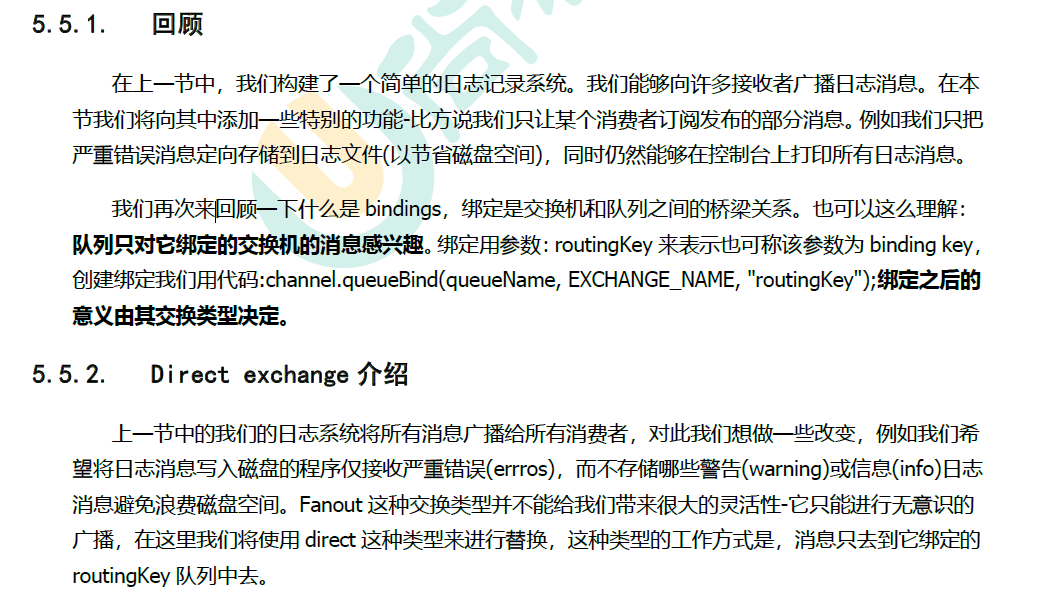 5.5.1. 回顾
在上一节中，我们构建了一个简单的日志记录系统。我们能够向许多接收者广播日志消息。在本
节我们将向其中添加一些特别的功能-比方说我们只让某个消费者订阅发布的部分消息。例如我们只把
严重错误消息定向存储到日志文件(以节省磁盘空间)，同时仍然能够在控制台上打印所有日志消息。
我们再次来回顾一下什么是 bindings，绑定是交换机和队列之间的桥梁关系。也可以这么理解：
队列只对它绑定的交换机的消息感兴趣。绑定用参数：routingKey 来表示也可称该参数为 binding key，
创建绑定我们用代码:channel.queueBind(queueName, EXCHANGE_NAME, "routingKey");绑定之后的
意义由其交换类型决定。
5.5.2. Direct exchange 介绍
上一节中的我们的日志系统将所有消息广播给所有消费者，对此我们想做一些改变，例如我们希
望将日志消息写入磁盘的程序仅接收严重错误(errros)，而不存储哪些警告(warning)或信息(info)日志
消息避免浪费磁盘空间。Fanout 这种交换类型并不能给我们带来很大的灵活性-它只能进行无意识的
广播，在这里我们将使用 direct 这种类型来进行替换，这种类型的工作方式是，消息只去到它绑定的
routingKey 队列中去。